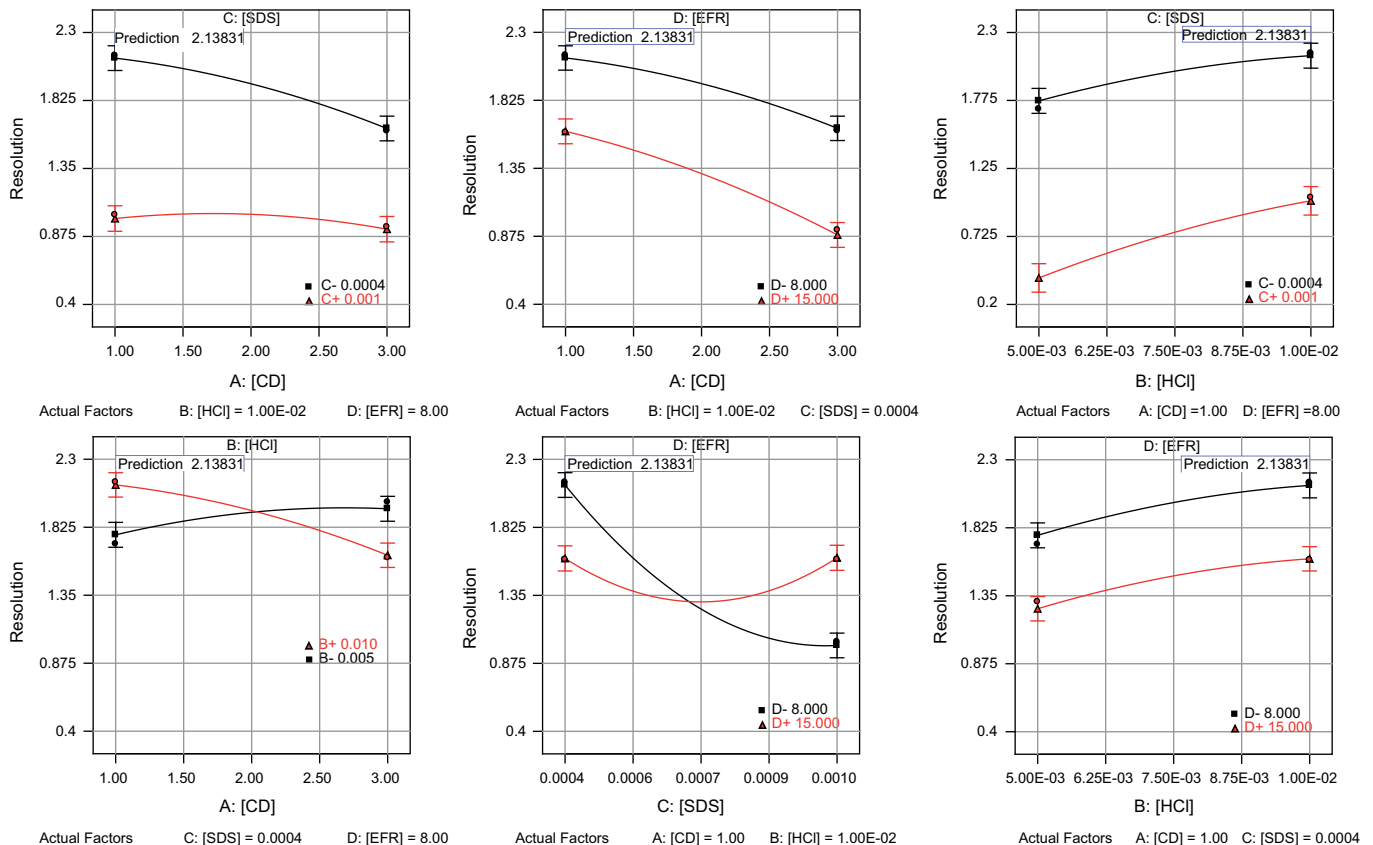 C: [SDS]
2.3
Prediction 2.13831
1.825
1.35
0.875
0.4
Resolution
C- 0.0004
C+ 0.001
1.00 1.50 2.00 2.50 3.00
A: [CD]
Actual Factors B: [HCl] = 1.00E-02 D: [EFR] = 8.00
D: [EFR]
2.3
Prediction 2.13831
1.825
1.35
0.875
0.4
Resolution
D- 8.000
D+ 15.000
1.00 1.50 2.00 2.50 3.00
A: [CD]
Actual Factors B: [HCl] = 1.00E-02 C: [SDS] = 0.0004
C: [SDS]
2.3
Prediction 2.13831
1.775
1.25
0.725
0.2
Resolution
C- 0.0004
C+ 0.001
5.00E-03 6.25E-03 7.50E-03 8.75E-03 1.00E-02
B: [HCl]
Actual Factors A: [CD] =1.00 D: [EFR] =8.00
B: [HCl]
2.3
Prediction 2.13831
1.825
1.35
0.875
0.4
Resolution
B+ 0.010
B- 0.005
1.00 1.50 2.00 2.50 3.00
A: [CD]
Actual Factors C: [SDS] = 0.0004 D: [EFR] = 8.00
D: [EFR]
2.3
Prediction 2.13831
1.825
1.35
0.875
0.4
Resolution
D- 8.000
D+ 15.000
0.0004 0.0006 0.0007 0.0009 0.0010
C: [SDS]
Actual Factors A: [CD] = 1.00 B: [HCl] = 1.00E-02
D: [EFR]
2.3
Prediction 2.13831
1.825
1.35
0.875
0.4
Resolution
D- 8.000
D+ 15.000
5.00E-03 6.25E-03 7.50E-03 8.75E-03 1.00E-02
B: [HCl]
Actual Factors A: [CD] = 1.00 C: [SDS] = 0.0004